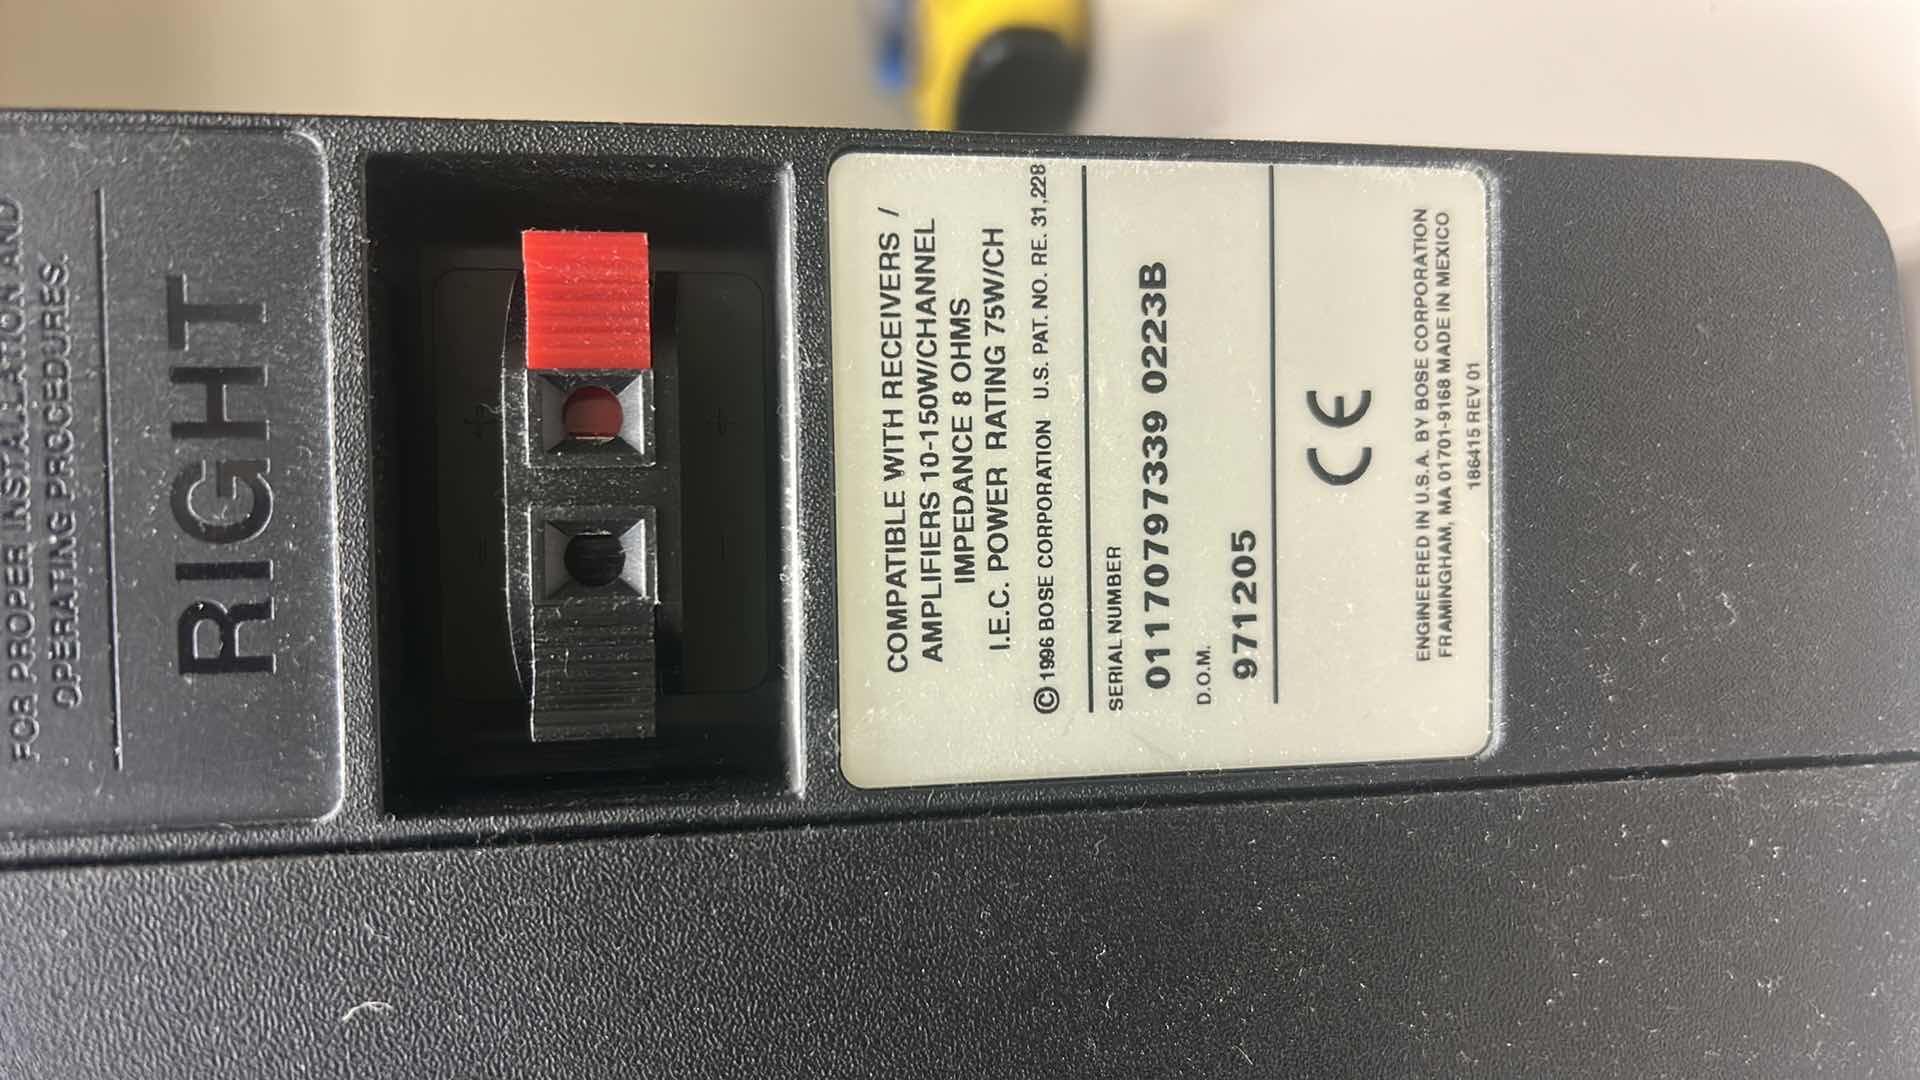 FOR PROPER INSTALLATION AND
OPERATING PROCEDURES.
RIGHT
+
-
COMPATIBLE WITH RECEIVERS /
AMPLIFIERS 10-150W/CHANNEL
IMPEDANCE 8 OHMS
I.E.C. POWER RATING 75W/CH
© 1996 BOSE CORPORATION U.S. PAT. NO. RE. 31,228
SERIAL NUMBER
01170797339 0223B
D.O.M.
971205
CE
ENGINEERED IN U.S.A. BY BOSE CORPORATION
FRAMINGHAM, MA 01701-9168 MADE IN MEXICO
186415 REV 01